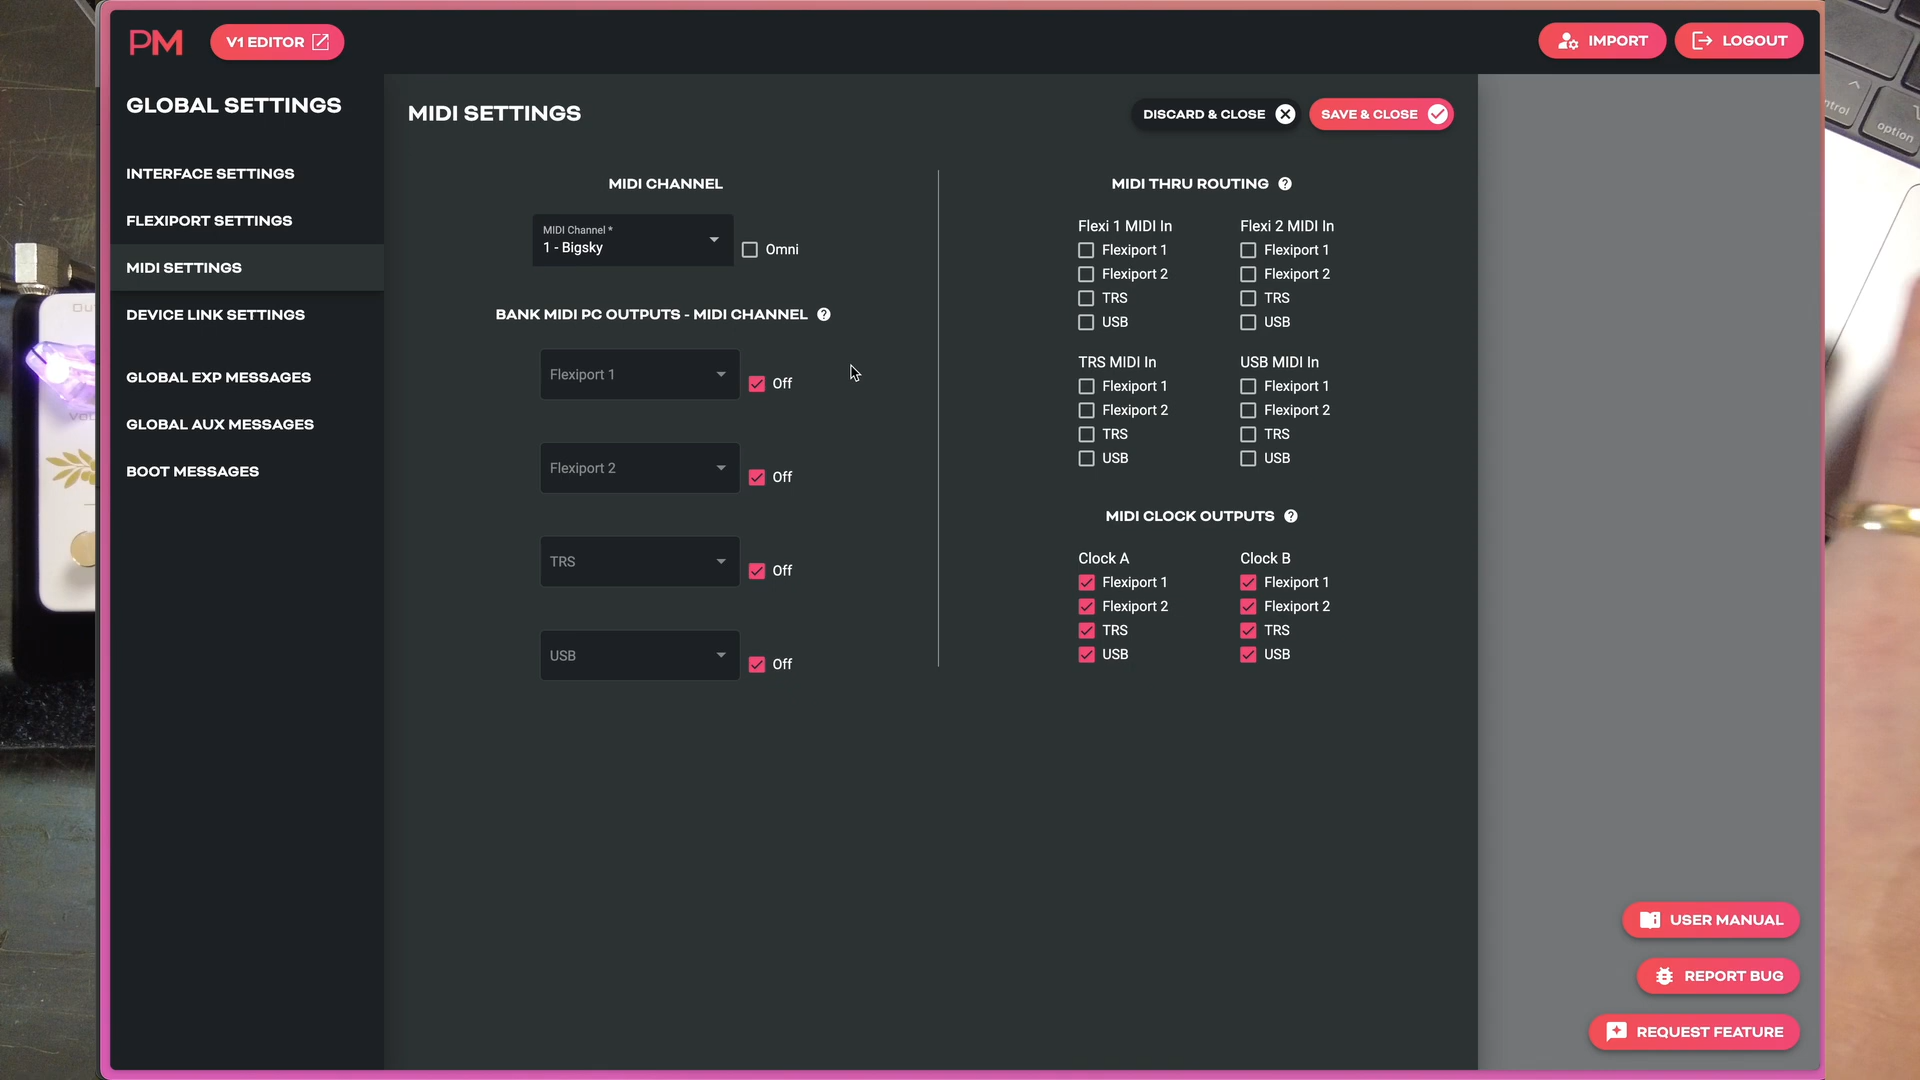 PM
V1 EDITOR
IMPORT
LOGOUT
GLOBAL SETTINGS
INTERFACE SETTINGS
FLEXIPORT SETTINGS
MIDI SETTINGS
DEVICE LINK SETTINGS
GLOBAL EXP MESSAGES
GLOBAL AUX MESSAGES
BOOT MESSAGES
MIDI SETTINGS
DISCARD & CLOSE
SAVE & CLOSE
MIDI CHANNEL
MIDI Channel *
1 - Bigsky
Omni
BANK MIDI PC OUTPUTS - MIDI CHANNEL ?
Flexiport 1
Off
Flexiport 2
Off
TRS
Off
USB
Off
MIDI THRU ROUTING ?
Flexi 1 MIDI In
Flexiport 1
Flexiport 2
TRS
USB
Flexi 2 MIDI In
Flexiport 1
Flexiport 2
TRS
USB
TRS MIDI In
Flexiport 1
Flexiport 2
TRS
USB
USB MIDI In
Flexiport 1
Flexiport 2
TRS
USB
MIDI CLOCK OUTPUTS ?
Clock A
Flexiport 1
Flexiport 2
TRS
USB
Clock B
Flexiport 1
Flexiport 2
TRS
USB
USER MANUAL
REPORT BUG
REQUEST FEATURE
option